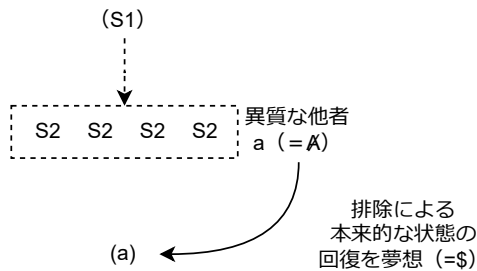 (S1)
S2 S2 S2 S2
異質な他者
a（＝Ⱥ）
排除による
本来的な状態の
回復を夢想（=$）
(a)